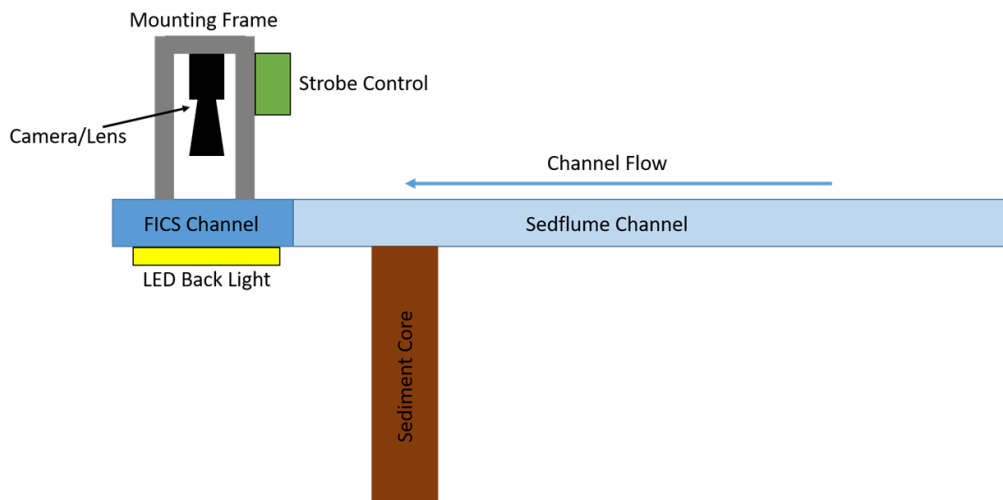 Mounting Frame
Strobe Control
Camera/Lens
Channel Flow
FICS Channel
Sedflume Channel
LED Back Light
Sediment Core